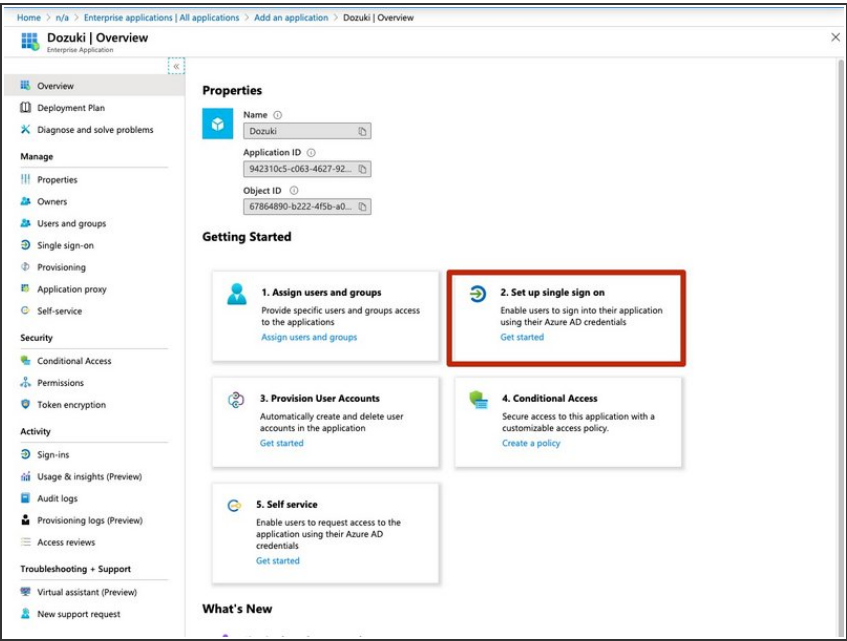 Home > n/a > Enterprise applications | All applications > Add an application > Dozuki | Overview
Dozuki | Overview
Enterprise Application
«
Overview
Deployment Plan
Diagnose and solve problems
Manage
Properties
Owners
Users and groups
Single sign-on
Provisioning
Application proxy
Self-service
Security
Conditional Access
Permissions
Token encryption
Activity
Sign-ins
Usage & insights (Preview)
Audit logs
Provisioning logs (Preview)
Access reviews
Troubleshooting + Support
Virtual assistant (Preview)
New support request
Properties
Name
Dozuki
Application ID
942310c5-c063-4627-92...
Object ID
67864890-b222-4f5b-a0...
Getting Started
1. Assign users and groups
Provide specific users and groups access
to the applications
Assign users and groups
2. Set up single sign on
Enable users to sign into their application
using their Azure AD credentials
Get started
3. Provision User Accounts
Automatically create and delete user
accounts in the application
Get started
4. Conditional Access
Secure access to this application with a
customizable access policy.
Create a policy
5. Self service
Enable users to request access to the
application using their Azure AD
credentials
Get started
What's New